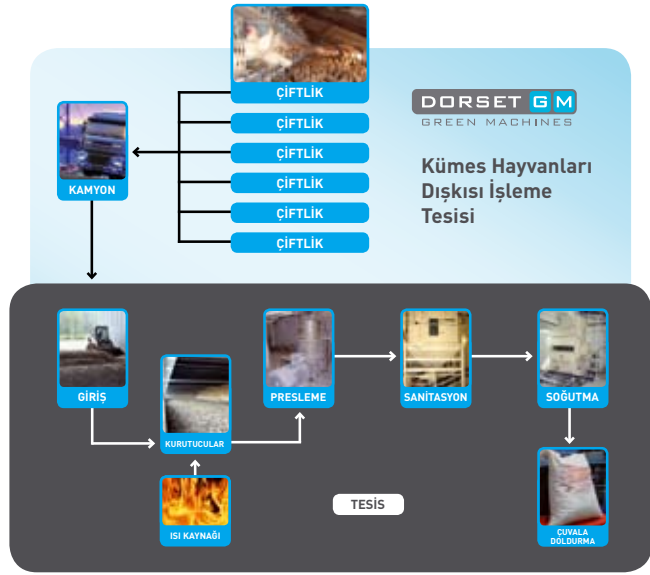 ÇİFTLİK
ÇİFTLİK
ÇİFTLİK
ÇİFTLİK
ÇİFTLİK
ÇİFTLİK
KAMYON
DORSET GM
GREEN MACHINES
Kümes Hayvanları
Dışkısı İşleme
Tesisi
GİRİŞ
KURUTUCULAR
ISI KAYNAĞI
PRESLEME
SANİTASYON
SOĞUTMA
ÇUVALA
DOLDURMA
TESİS